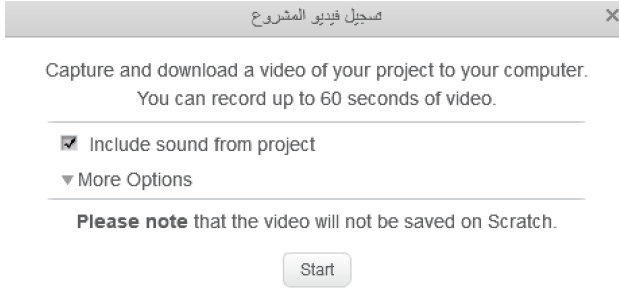 تسجيل فيديو المشروع
Capture and download a video of your project to your computer.
You can record up to 60 seconds of video.
Include sound from project
More Options
Please note that the video will not be saved on Scratch.
Start